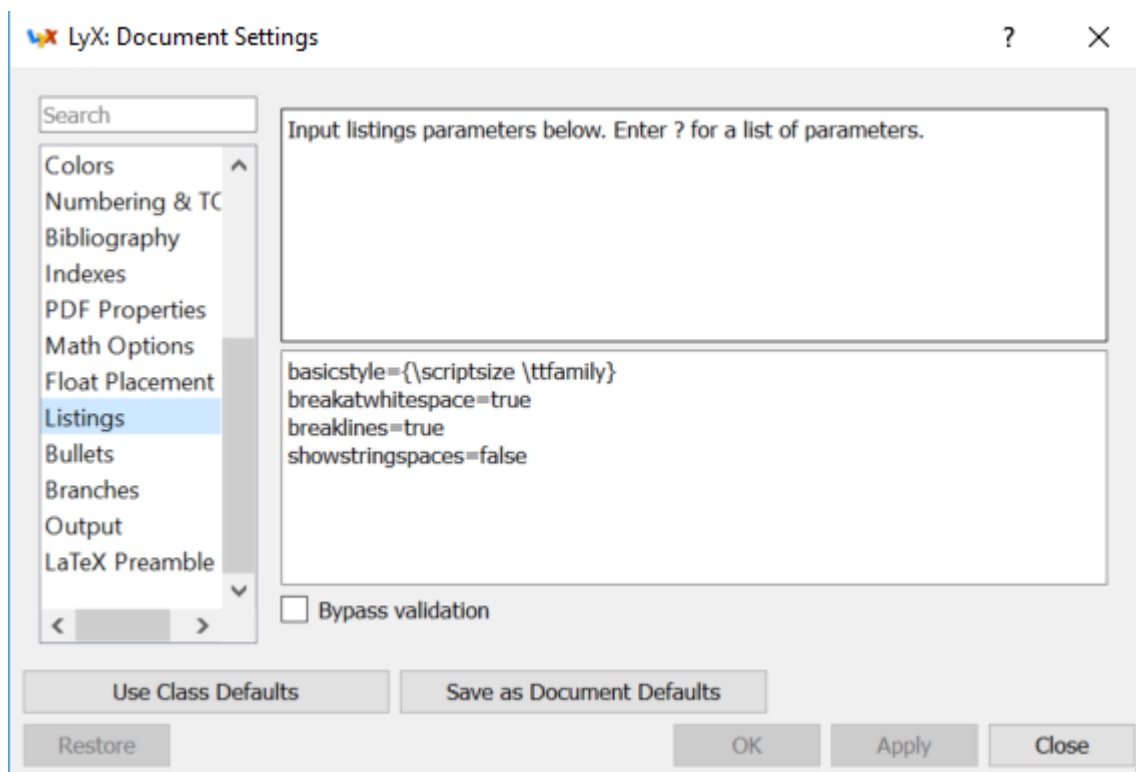 LyX: Document Settings
?
Search
Colors
Numbering & TC
Bibliography
Indexes
PDF Properties
Math Options
Float Placement
Listings
Bullets
Branches
Output
LaTeX Preamble
Input listings parameters below. Enter ? for a list of parameters.
basicstyle={\scriptsize \ttfamily}
breakatwhitespace=true
breaklines=true
showstringspaces=false
Bypass validation
Use Class Defaults
Save as Document Defaults
Restore
OK
Apply
Close